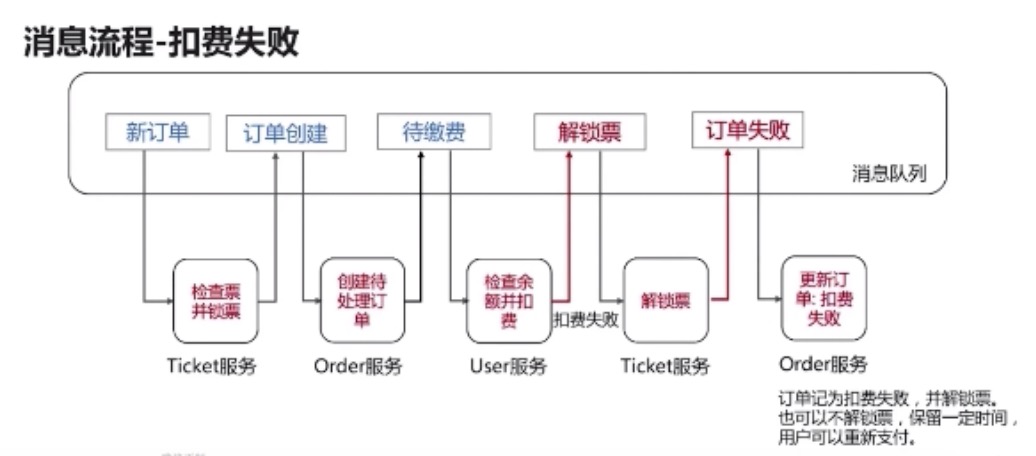 消息流程-扣费失败
新订单
订单创建
待缴费
解锁票
订单失败
消息队列
检查票
并锁票
创建待
处理订
单
检查余
额并扣
费
扣费失败
解锁票
更新订
单: 扣费
失败
Ticket服务
Order服务
User服务
Ticket服务
Order服务
订单记为扣费失败，并解锁票。
也可以不解锁票，保留一定时间，
用户可以重新支付。